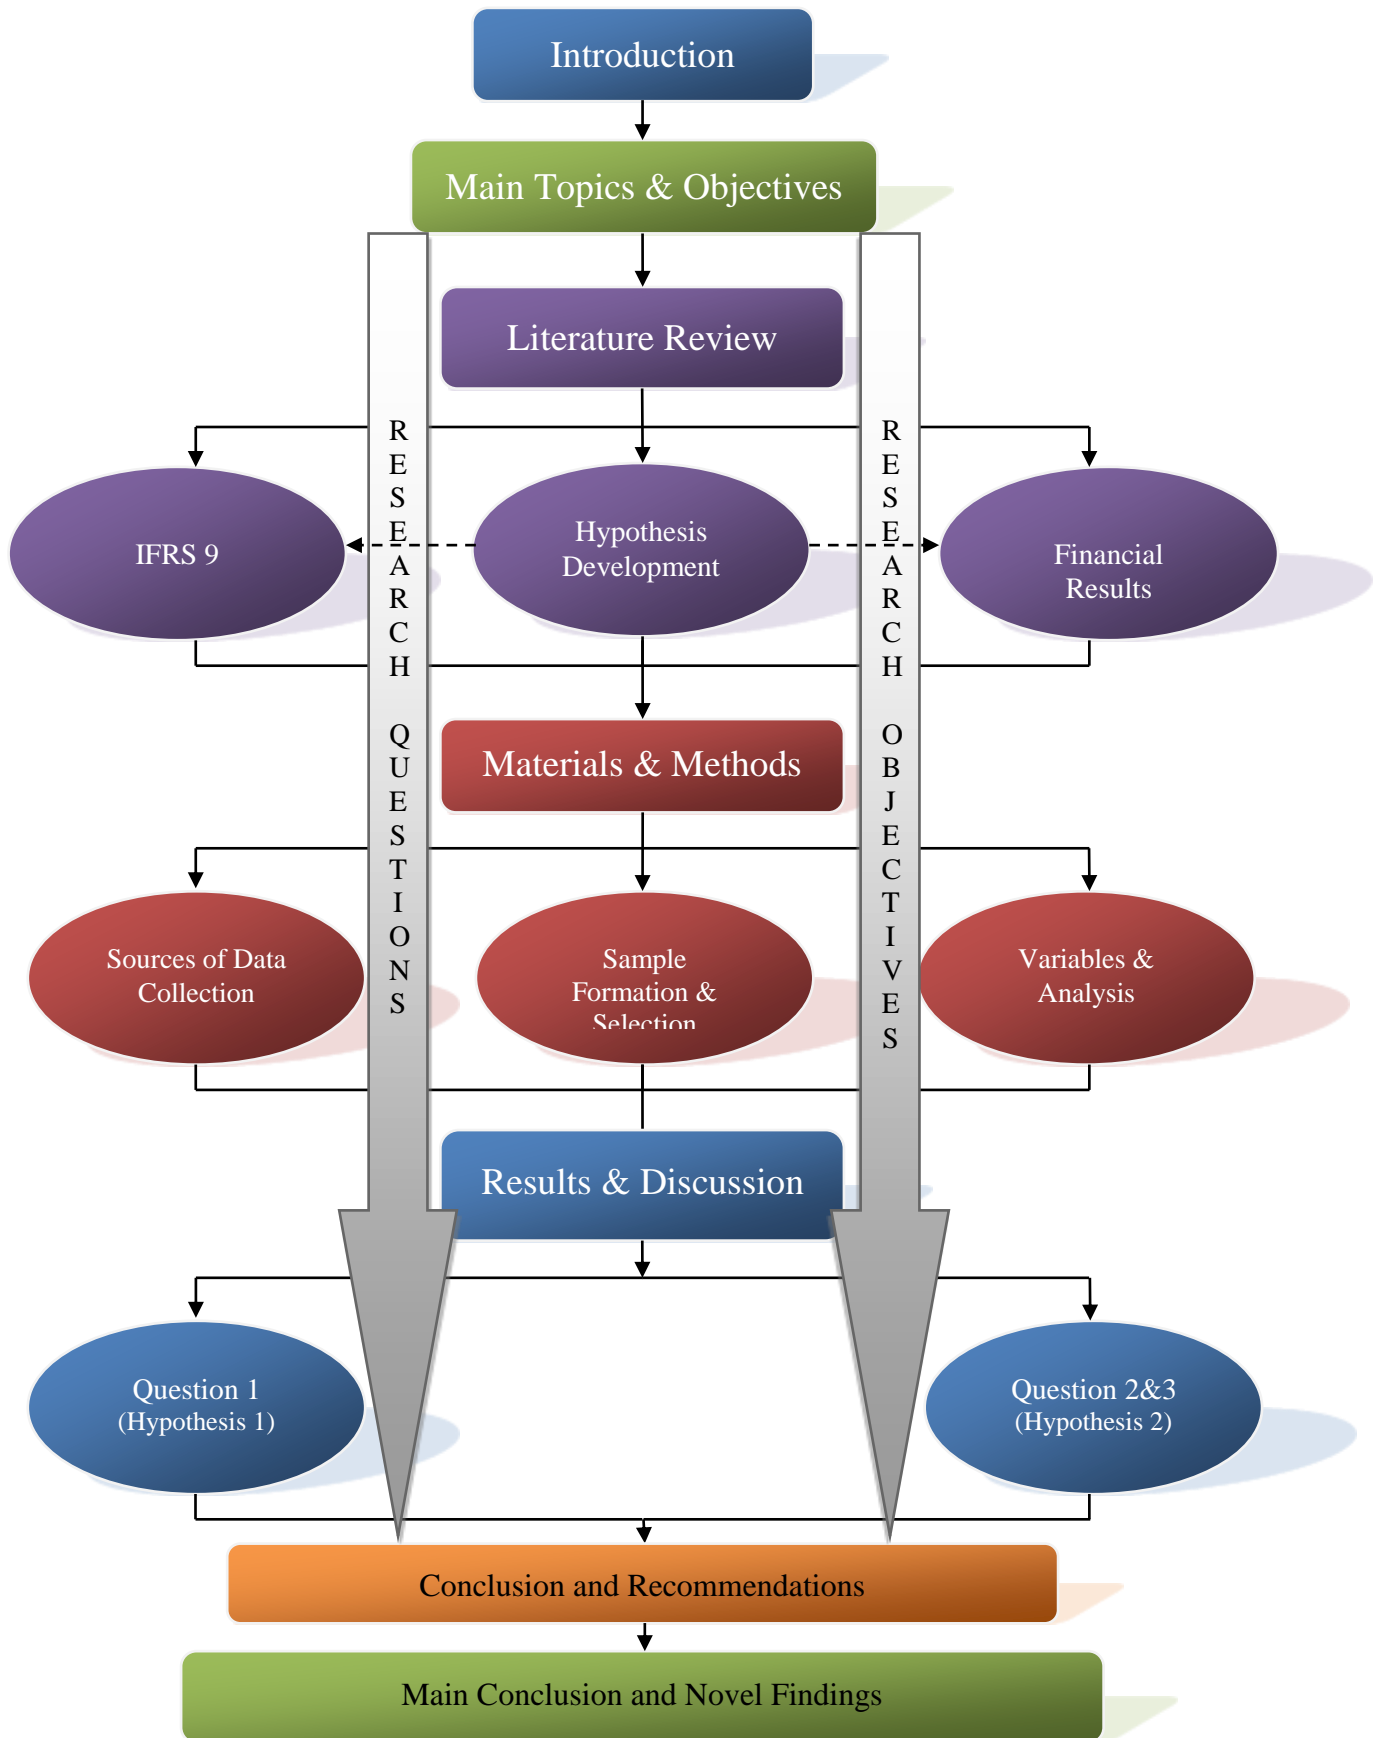 Introduction
Main Topics & Objectives
Literature Review
RESEARCH QUESTIONS
RESEARCH OBJECTIVES
IFRS 9
Hypothesis
Development
Financial
Results
Materials & Methods
Sources of Data
Collection
Sample
Formation &
Selection
Variables &
Analysis
Results & Discussion
Question 1
(Hypothesis 1)
Question 2&3
(Hypothesis 2)
Conclusion and Recommendations
Main Conclusion and Novel Findings